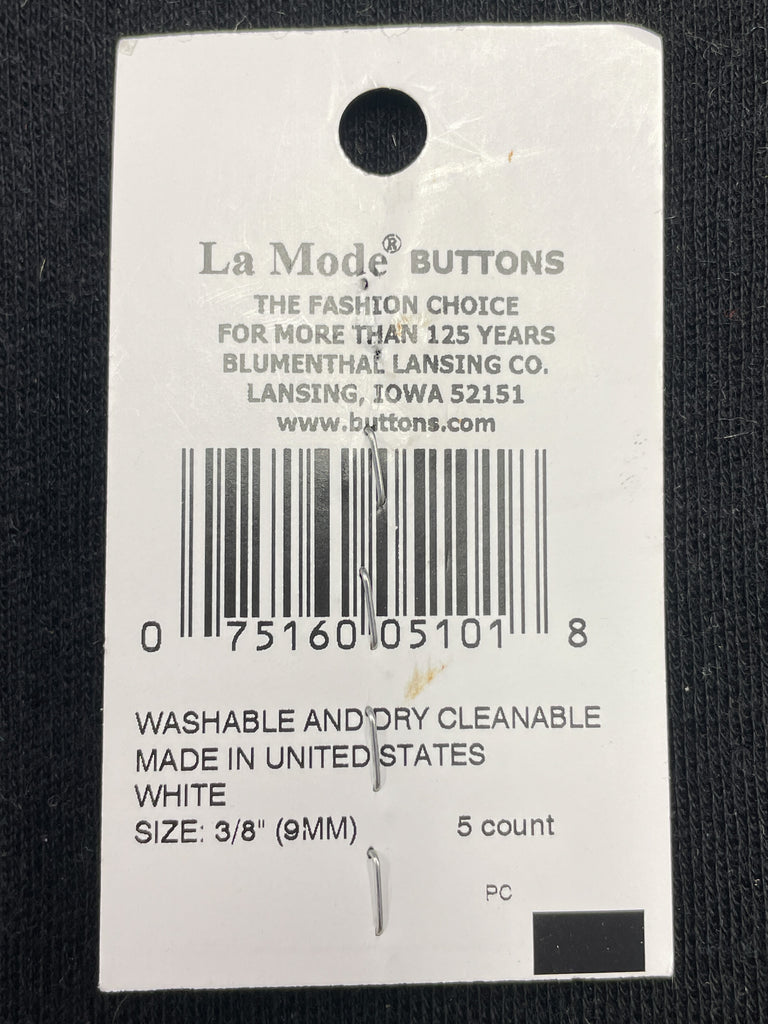 La Mode® BUTTONS
THE FASHION CHOICE
FOR MORE THAN 125 YEARS
BLUMENTHAL LANSING CO.
LANSING, IOWA 52151
www.buttons.com
0 75160 05101 8
WASHABLE AND DRY CLEANABLE
MADE IN UNITED STATES
WHITE
SIZE: 3/8" (9MM) 5 count
PC